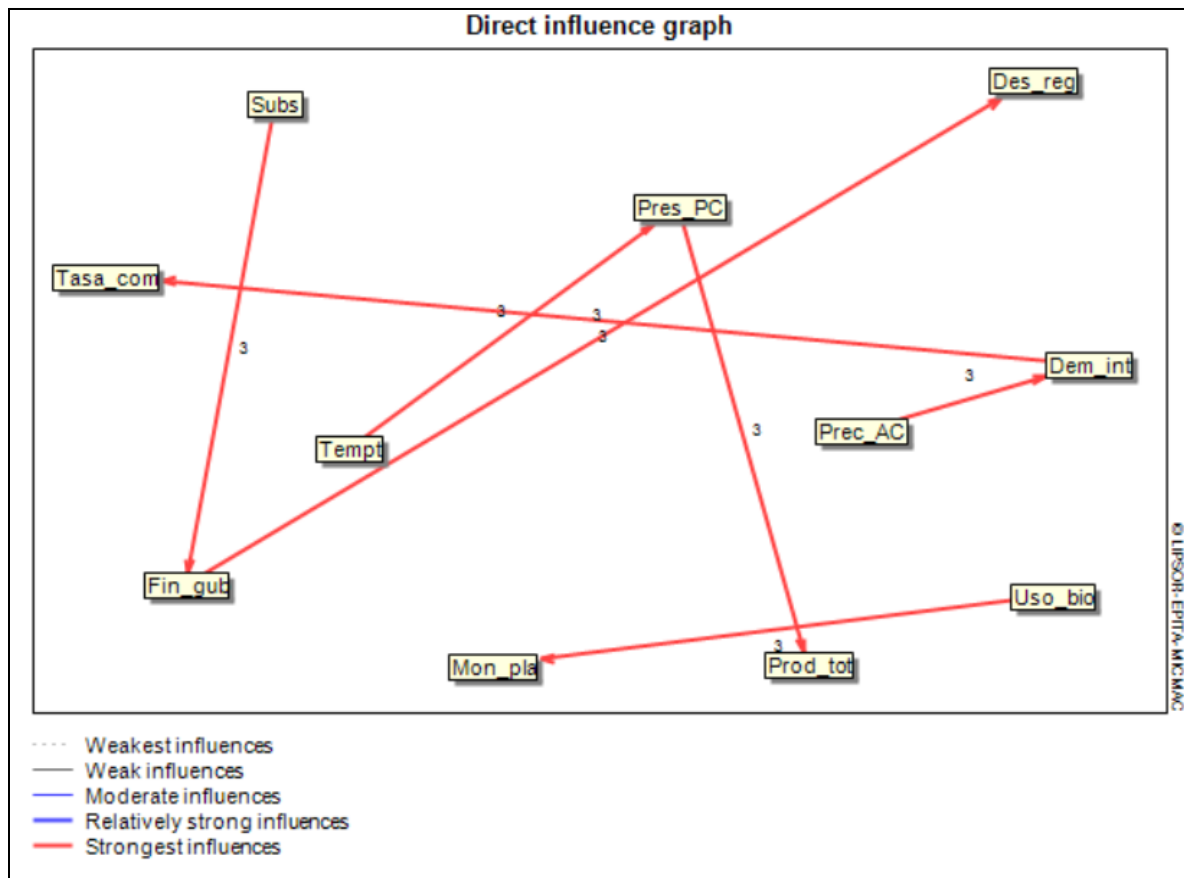 Direct influence graph
Des_reg
Subs
Pres_PC
Tasa_com
3
3
3
3
Dem_int
3
Prec_AC
3
Tempt
Fin_gub
Uso_bio
3
Mon_pla
Prod_tot
© LIPSOR-EPITA-MICMAC
Weakest influences
Weak influences
Moderate influences
Relatively strong influences
Strongest influences